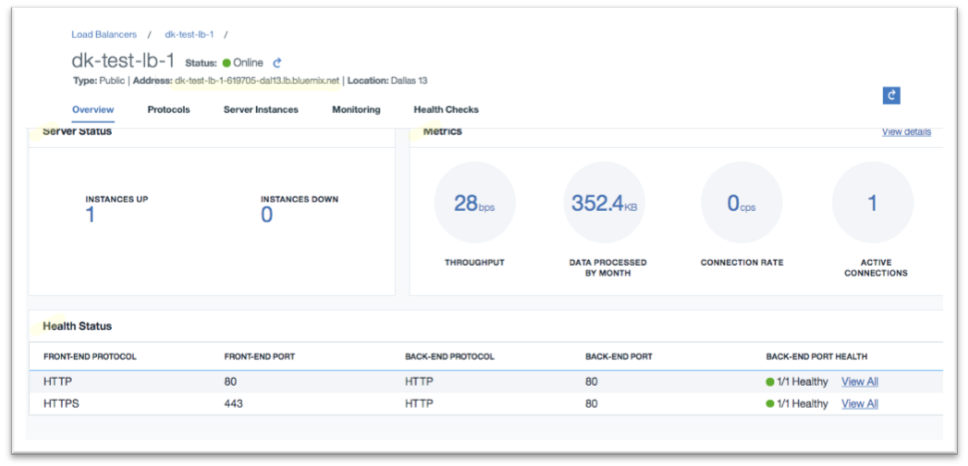 Load Balancers / dk-test-lb-1 /
dk-test-lb-1 Status: Online
Type: Public | Address: dk-test-lb-1-619705-dal13.lb.bluemix.net | Location: Dallas 13
Overview Protocols Server Instances Monitoring Health Checks
Server Status
INSTANCES UP INSTANCES DOWN
1 0
Metrics View details
28bps 352.4KB 0cps 1
THROUGHPUT DATA PROCESSED CONNECTION RATE ACTIVE
BY MONTH CONNECTIONS
Health Status
FRONT-END PROTOCOL FRONT-END PORT BACK-END PROTOCOL BACK-END PORT BACK-END PORT HEALTH
HTTP 80 HTTP 80 1/1 Healthy View All
HTTPS 443 HTTP 80 1/1 Healthy View All